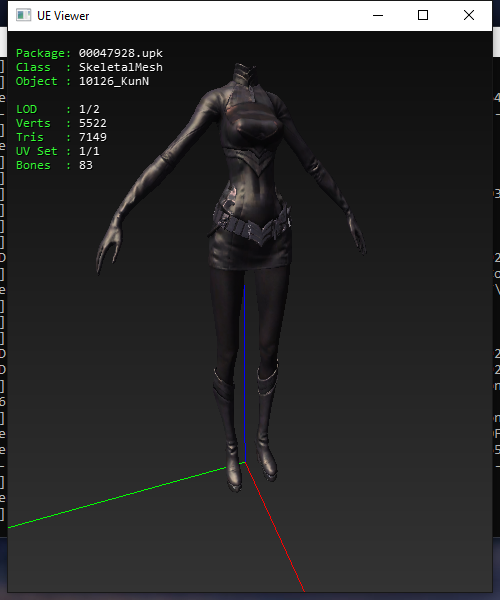 UE Viewer
Package: 00047928.upk
Class  : SkeletalMesh
Object : 10126_KunN
LOD    : 1/2
Verts  : 5522
Tris   : 7149
UV Set : 1/1
Bones  : 83